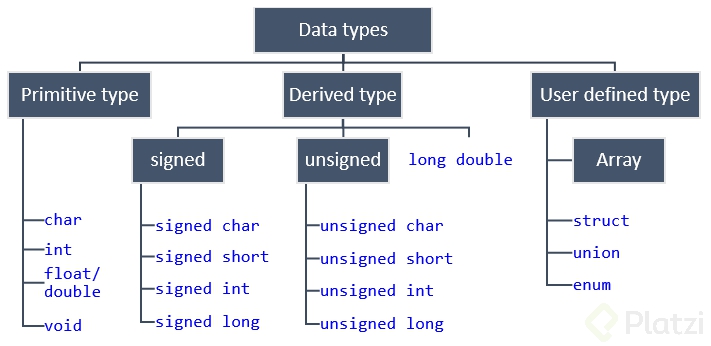 Data types
Primitive type
Derived type
User defined type
signed
unsigned
long double
Array
char
int
float/
double
void
signed char
signed short
signed int
signed long
unsigned char
unsigned short
unsigned int
unsigned long
struct
union
enum
Platzi